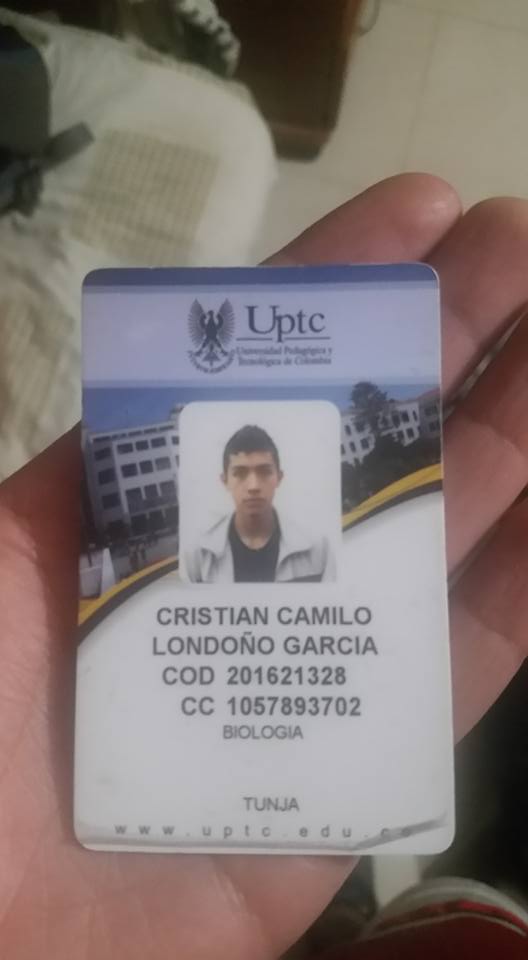 Uptc
Universidad Pedagógica y
Tecnológica de Colombia
CRISTIAN CAMILO
LONDOÑO GARCIA
COD 201621328
CC 1057893702
BIOLOGIA
TUNJA
www.uptc.edu.co